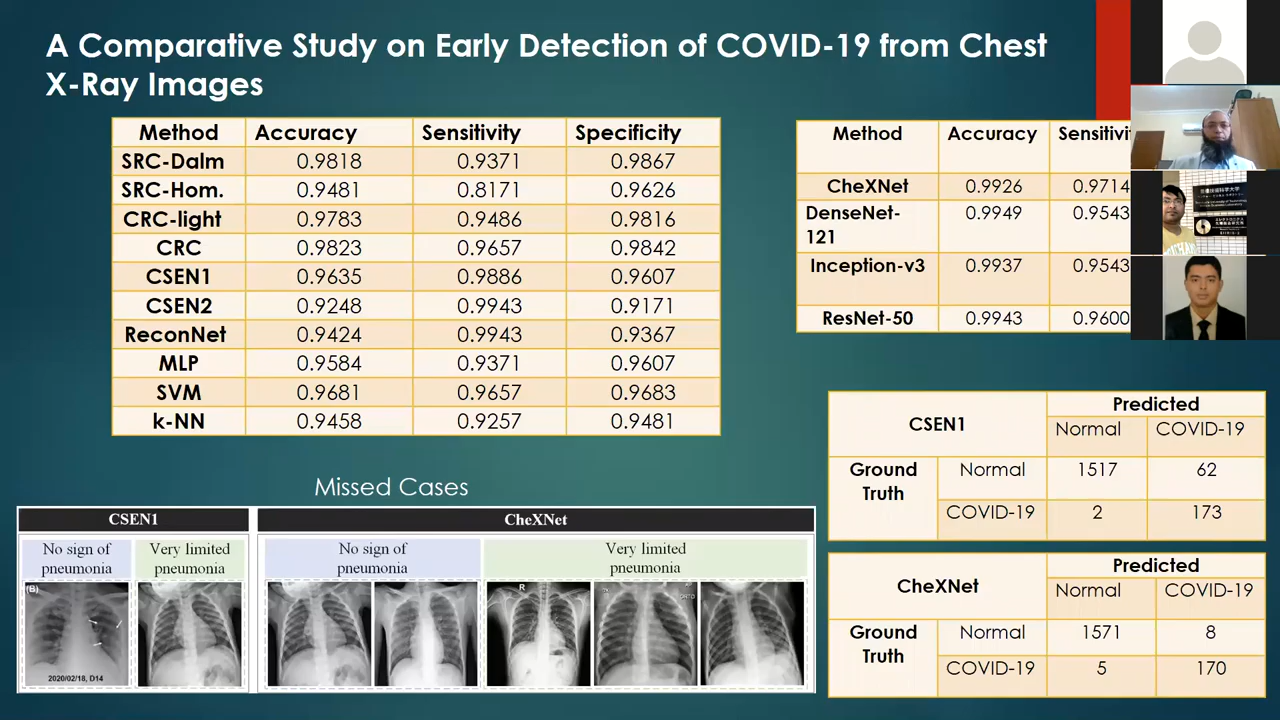 A Comparative Study on Early Detection of COVID-19 from Chest
X-Ray Images
Method Accuracy Sensitivity Specificity
SRC-Dalm 0.9818 0.9371 0.9867
SRC-Hom. 0.9481 0.8171 0.9626
CRC-light 0.9783 0.9486 0.9816
CRC 0.9823 0.9657 0.9842
CSEN1 0.9635 0.9886 0.9607
CSEN2 0.9248 0.9943 0.9171
ReconNet 0.9424 0.9943 0.9367
MLP 0.9584 0.9371 0.9607
SVM 0.9681 0.9657 0.9683
k-NN 0.9458 0.9257 0.9481
Method Accuracy Sensitivi
CheXNet 0.9926 0.9714
DenseNet-
121 0.9949 0.9543
Inception-v3 0.9937 0.9543
ResNet-50 0.9943 0.9600
CSEN1 Predicted
Normal COVID-19
Ground
Truth Normal 1517 62
COVID-19 2 173
CheXNet Predicted
Normal COVID-19
Ground
Truth Normal 1571 8
COVID-19 5 170
Missed Cases
CSEN1 CheXNet
No sign of
pneumonia
Very limited
pneumonia
No sign of
pneumonia
Very limited
pneumonia
(B)
2020/02/18, D14
R